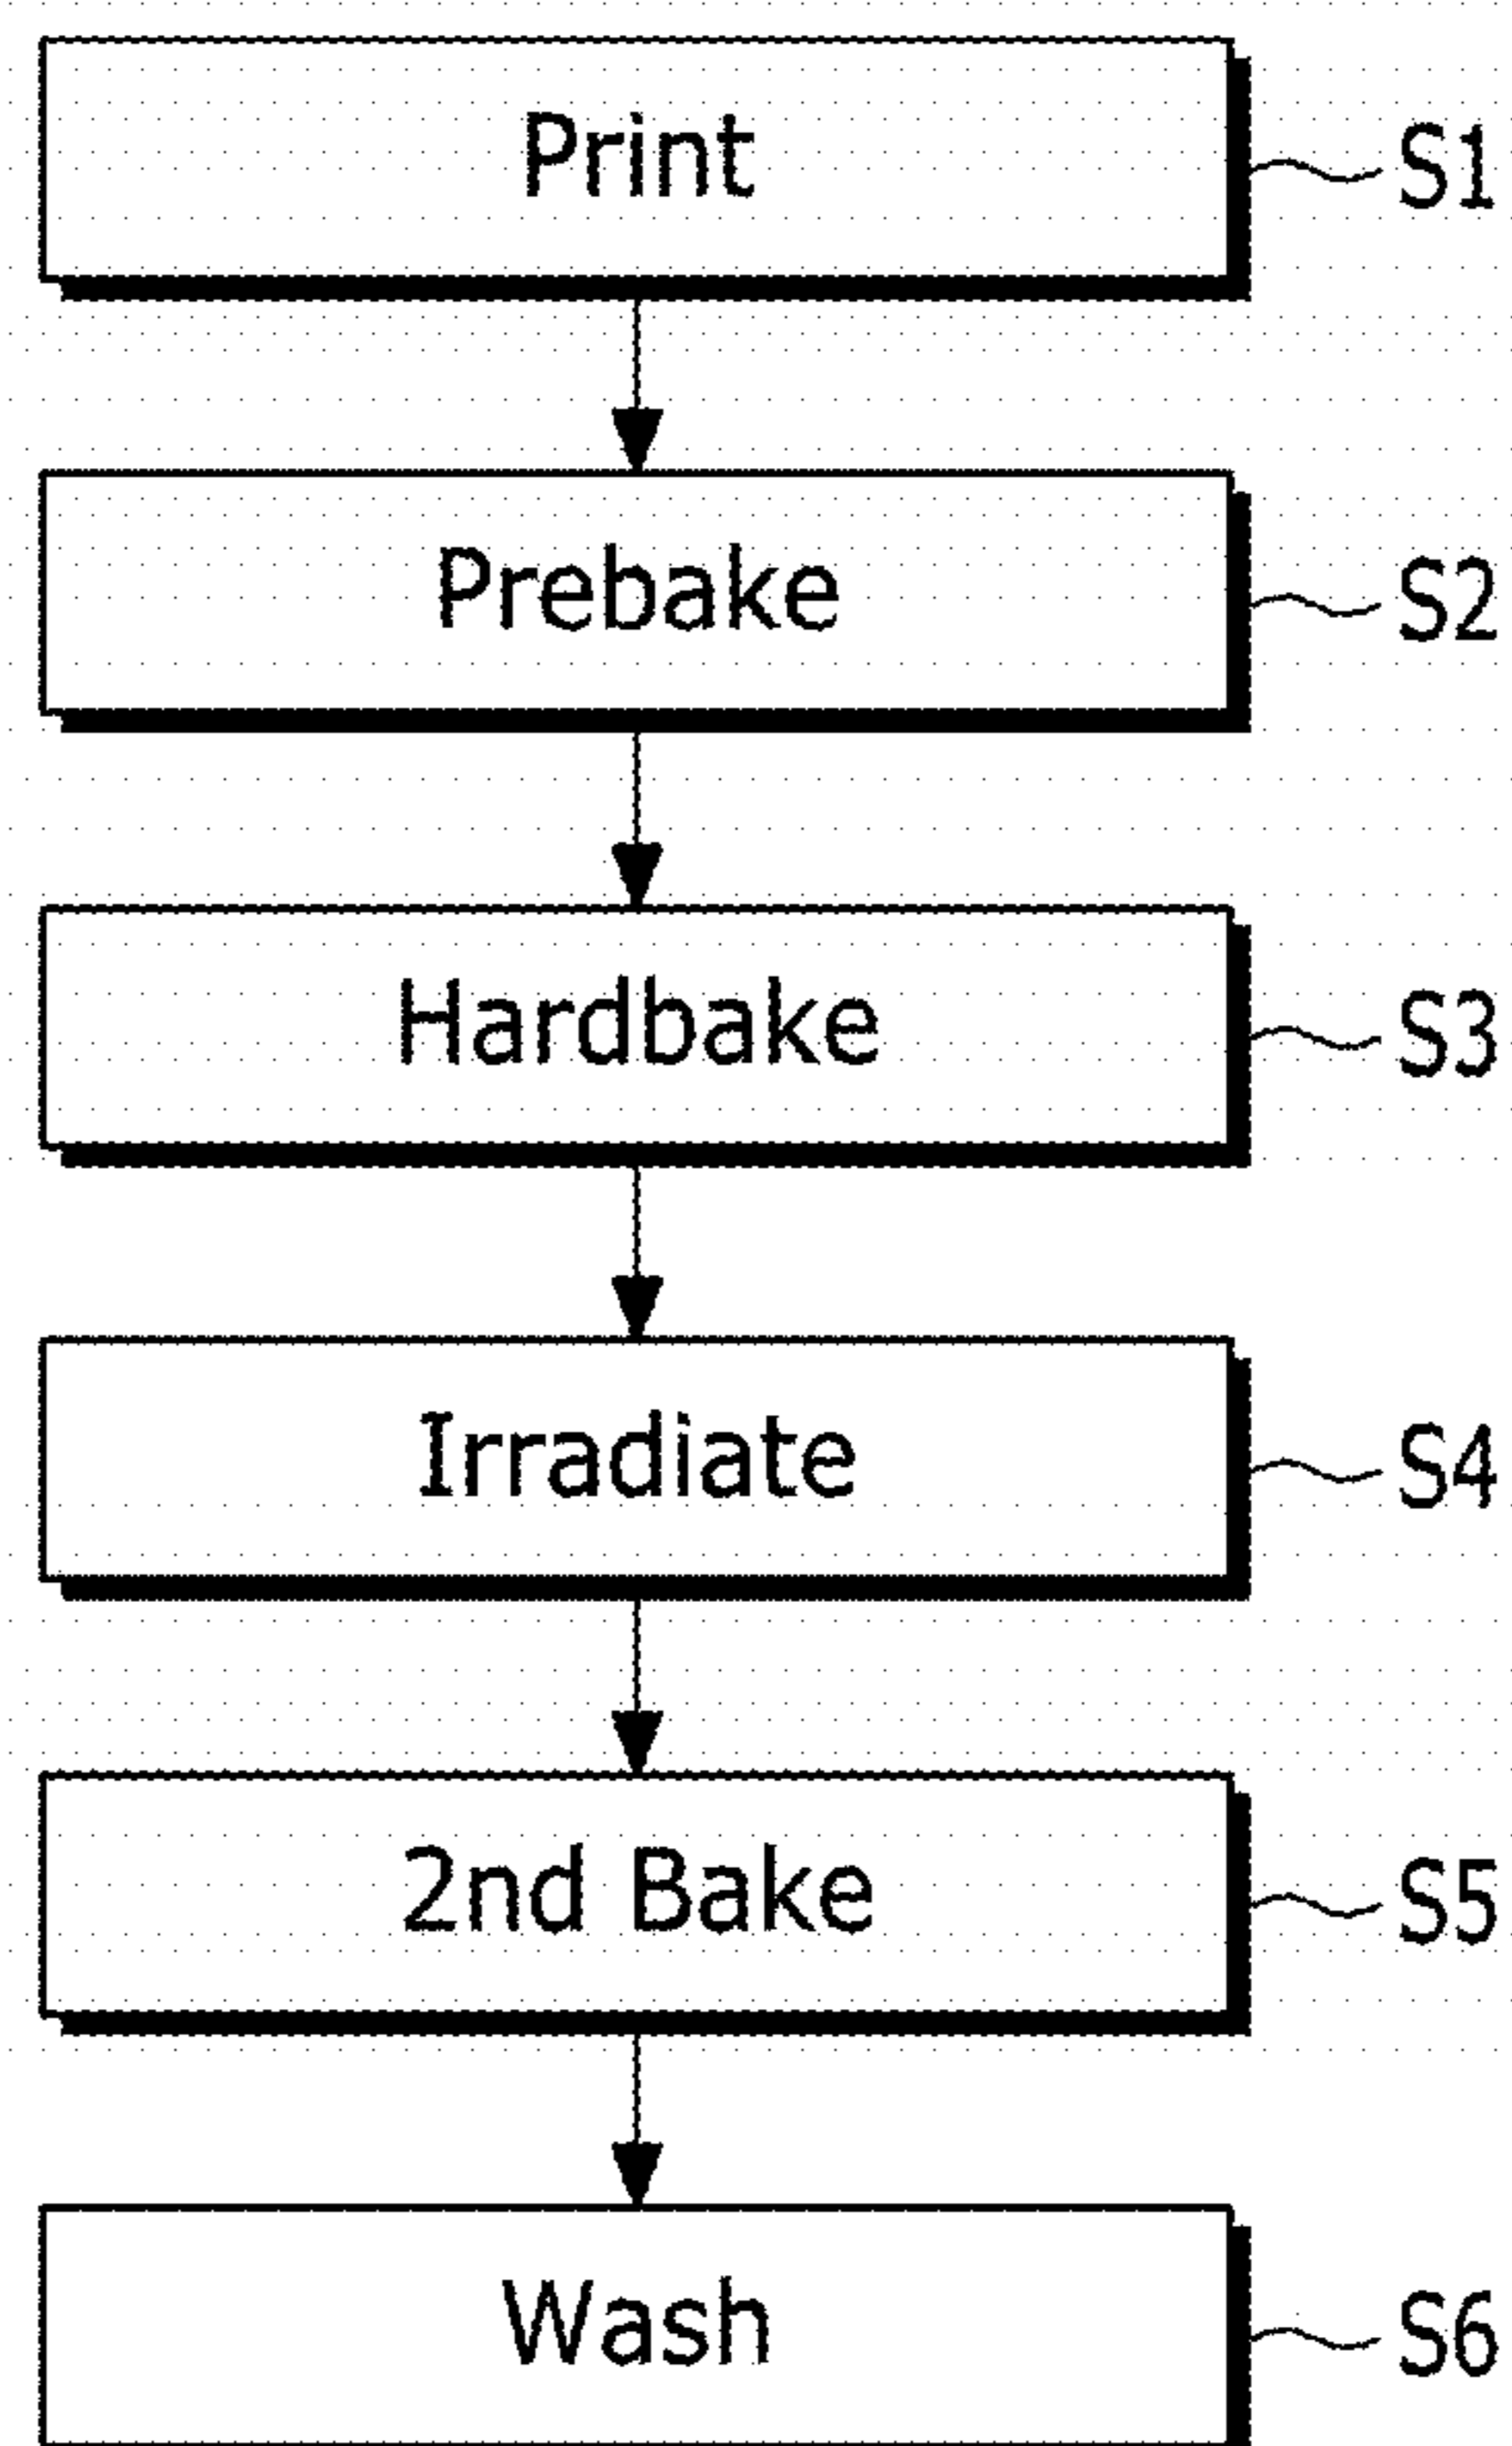 Print S1
Prebake S2
Hardbake S3
Irradiate S4
2nd Bake S5
Wash S6